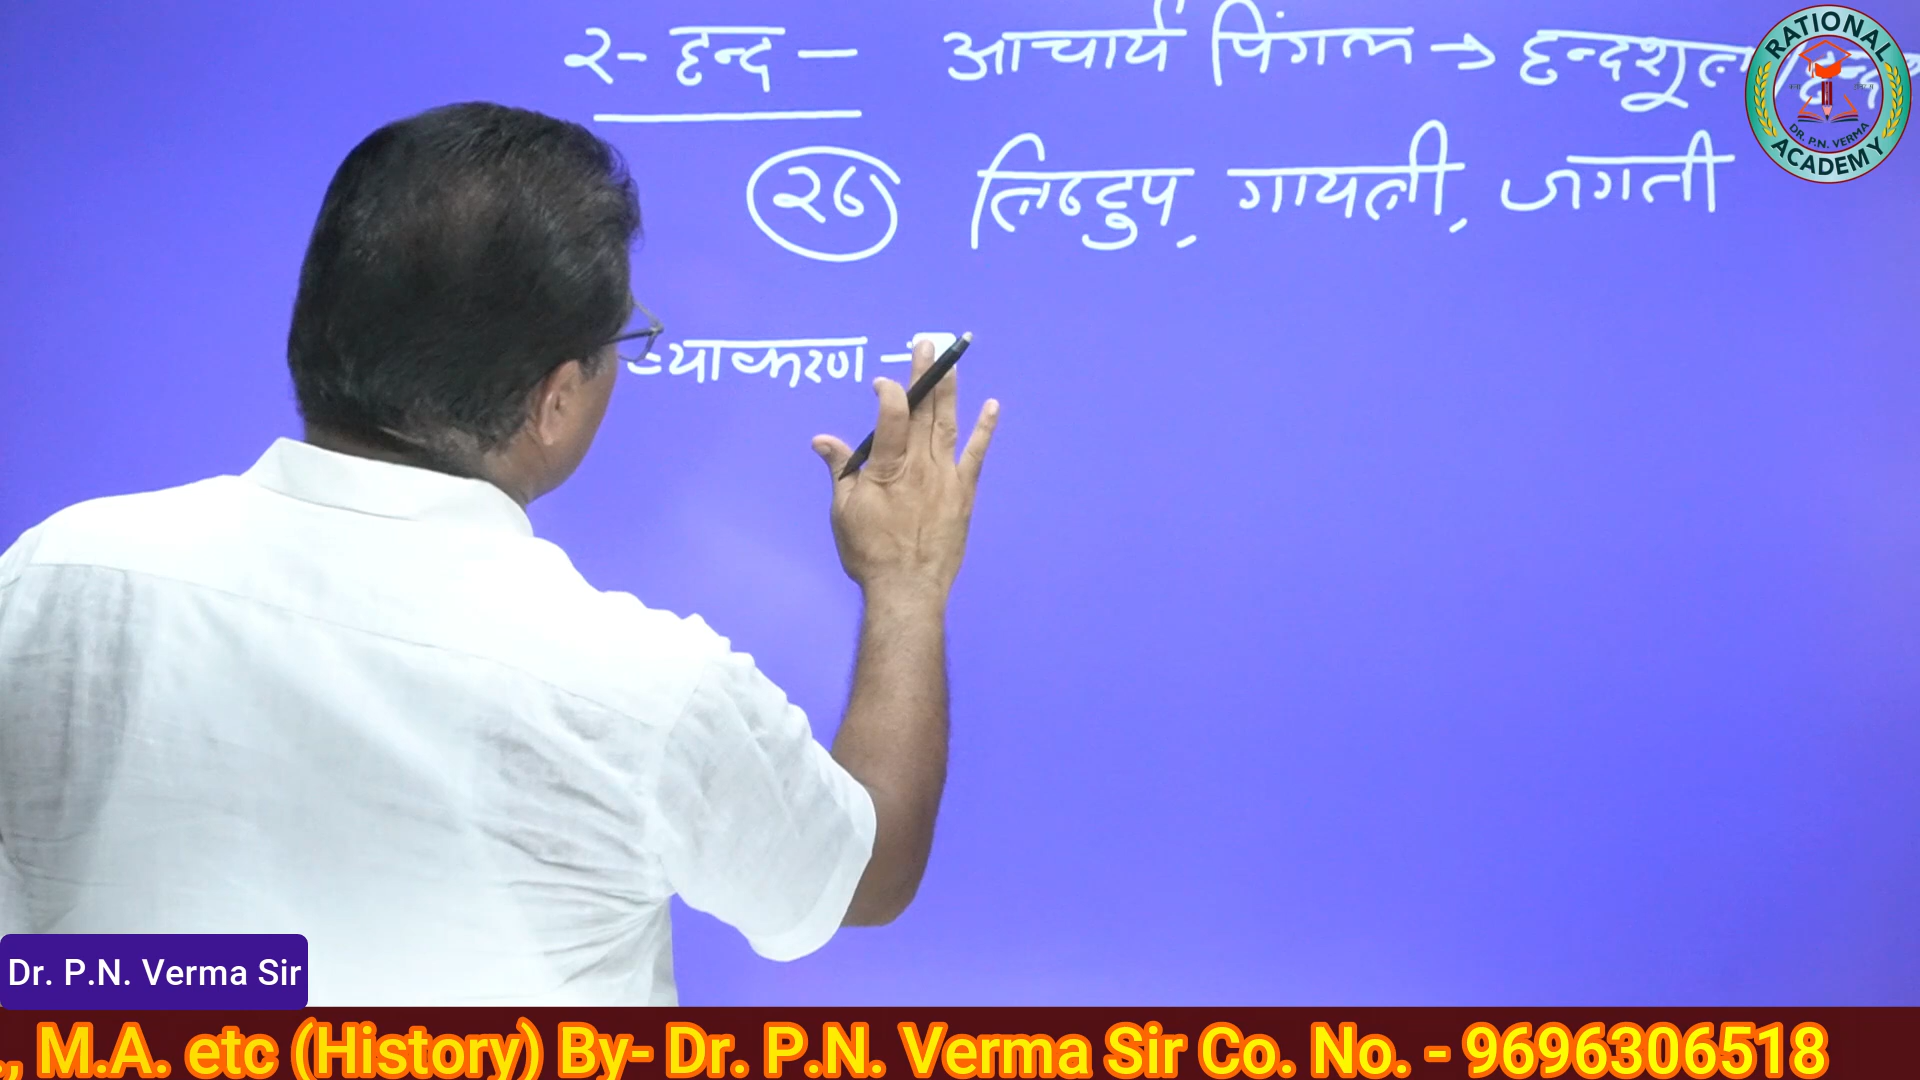 २- छन्द - आचार्य पिंगल → छन्दशूत्र / छन्द
२६ त्रिष्टुप, गायत्री, जगती
व्याकरण -
RATIONAL ACADEMY
DR. P.N. VERMA
Dr. P.N. Verma Sir
., M.A. etc (History) By- Dr. P.N. Verma Sir Co. No. - 9696306518